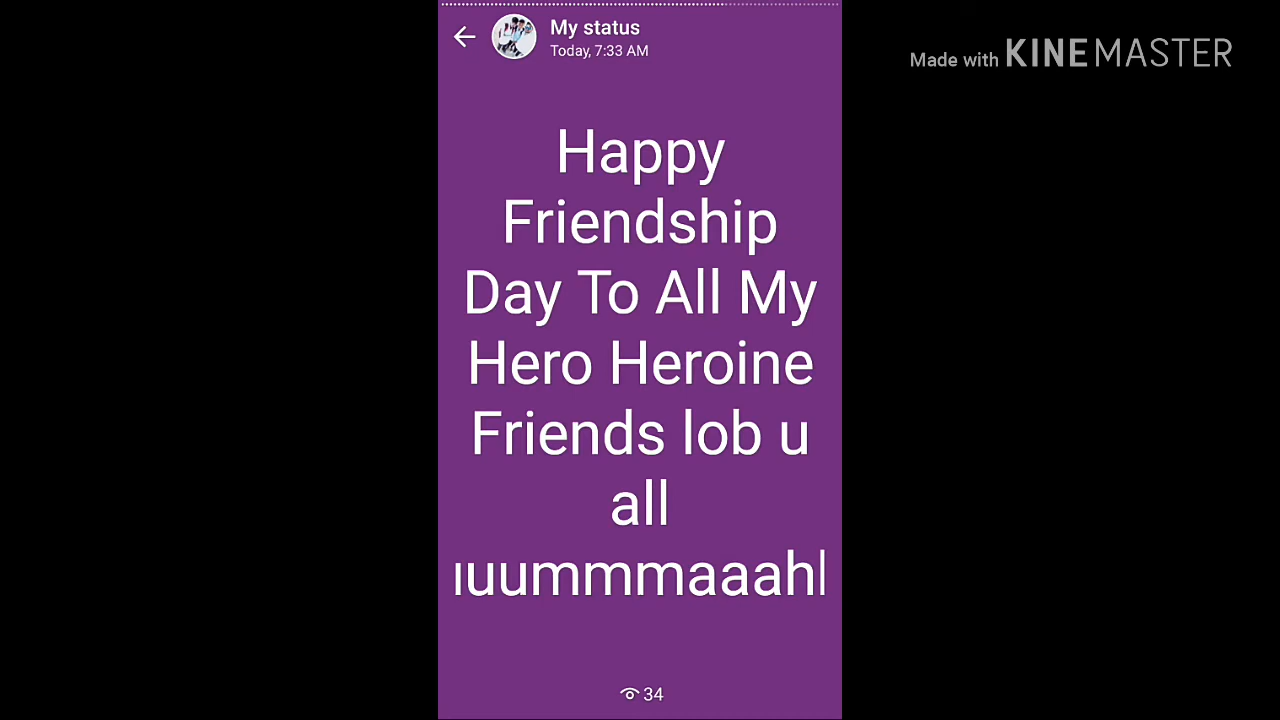 My status
Today, 7:33 AM
Made with KINEMASTER
Happy
Friendship
Day To All My
Hero Heroine
Friends lob u
all
34